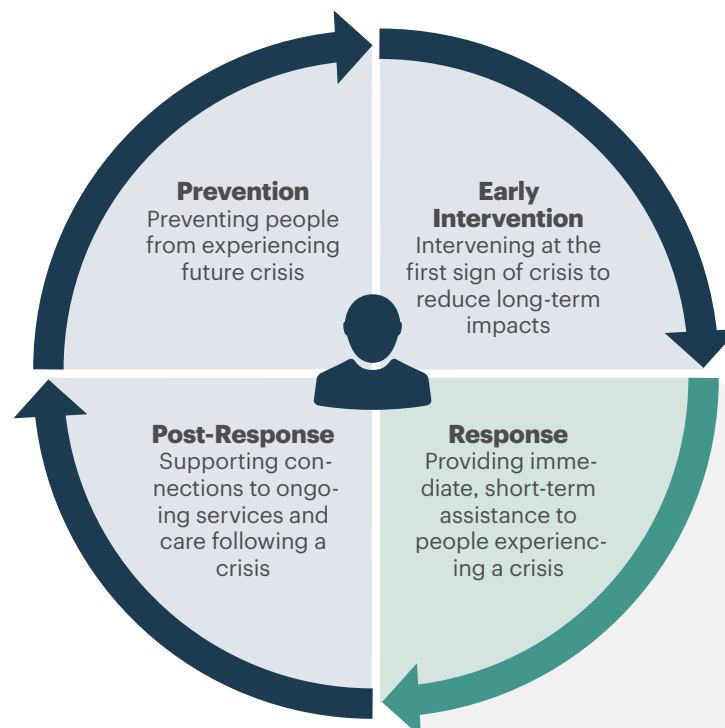 Prevention
Preventing people
from experiencing
future crisis
Early
Intervention
Intervening at the
first sign of crisis to
reduce long-term
impacts
Post-Response
Supporting con-
nections to ongo-
ing services and
care following a
crisis
Response
Providing imme-
diate, short-term
assistance to
people experienc-
ing a crisis